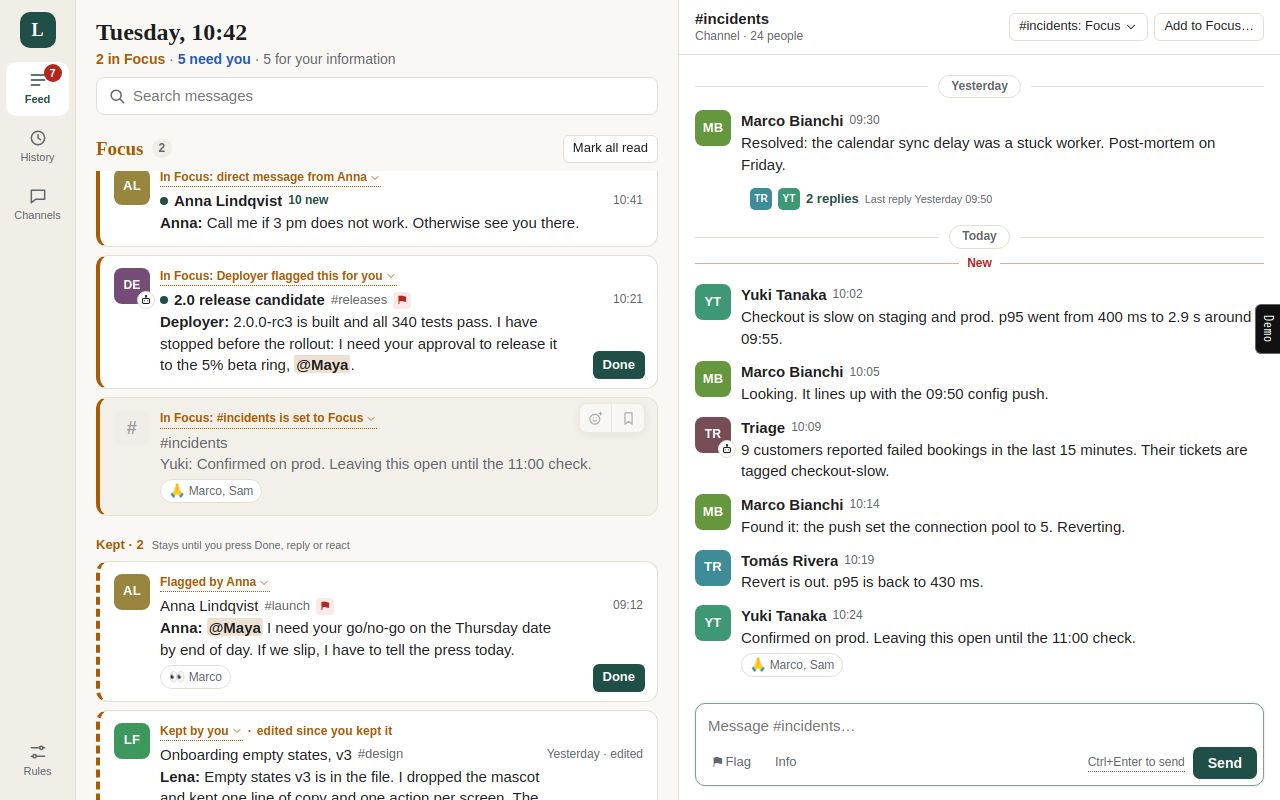 L
7
Feed
History
Channels
Rules
Tuesday, 10:42
2 in Focus · 5 need you · 5 for your information
Search messages
Focus 2
Mark all read
AL
In Focus: direct message from Anna
Anna Lindqvist 10 new 10:41
Anna: Call me if 3 pm does not work. Otherwise see you there.
DE
In Focus: Deployer flagged this for you
2.0 release candidate #releases 10:21
Deployer: 2.0.0-rc3 is built and all 340 tests pass. I have
stopped before the rollout: I need your approval to release it
to the 5% beta ring, @Maya.
Done
#
In Focus: #incidents is set to Focus
#incidents
Yuki: Confirmed on prod. Leaving this open until the 11:00 check.
🙏 Marco, Sam
Kept · 2 Stays until you press Done, reply or react
AL
Flagged by Anna
Anna Lindqvist #launch 09:12
Anna: @Maya I need your go/no-go on the Thursday date
by end of day. If we slip, I have to tell the press today.
👀 Marco
Done
LF
Kept by you · edited since you kept it
Onboarding empty states, v3 #design Yesterday · edited
Lena: Empty states v3 is in the file. I dropped the mascot
and kept one line of copy and one action per screen. The
#incidents
Channel · 24 people
#incidents: Focus
Add to Focus…
Yesterday
MB
Marco Bianchi 09:30
Resolved: the calendar sync delay was a stuck worker. Post-mortem on
Friday.
TR YT 2 replies Last reply Yesterday 09:50
Today
New
YT
Yuki Tanaka 10:02
Checkout is slow on staging and prod. p95 went from 400 ms to 2.9 s around
09:55.
MB
Marco Bianchi 10:05
Looking. It lines up with the 09:50 config push.
TR
Triage 10:09
9 customers reported failed bookings in the last 15 minutes. Their tickets are
tagged checkout-slow.
MB
Marco Bianchi 10:14
Found it: the push set the connection pool to 5. Reverting.
TR
Tomás Rivera 10:19
Revert is out. p95 is back to 430 ms.
YT
Yuki Tanaka 10:24
Confirmed on prod. Leaving this open until the 11:00 check.
🙏 Marco, Sam
Message #incidents…
Flag
Info
Ctrl+Enter to send
Send
Demo